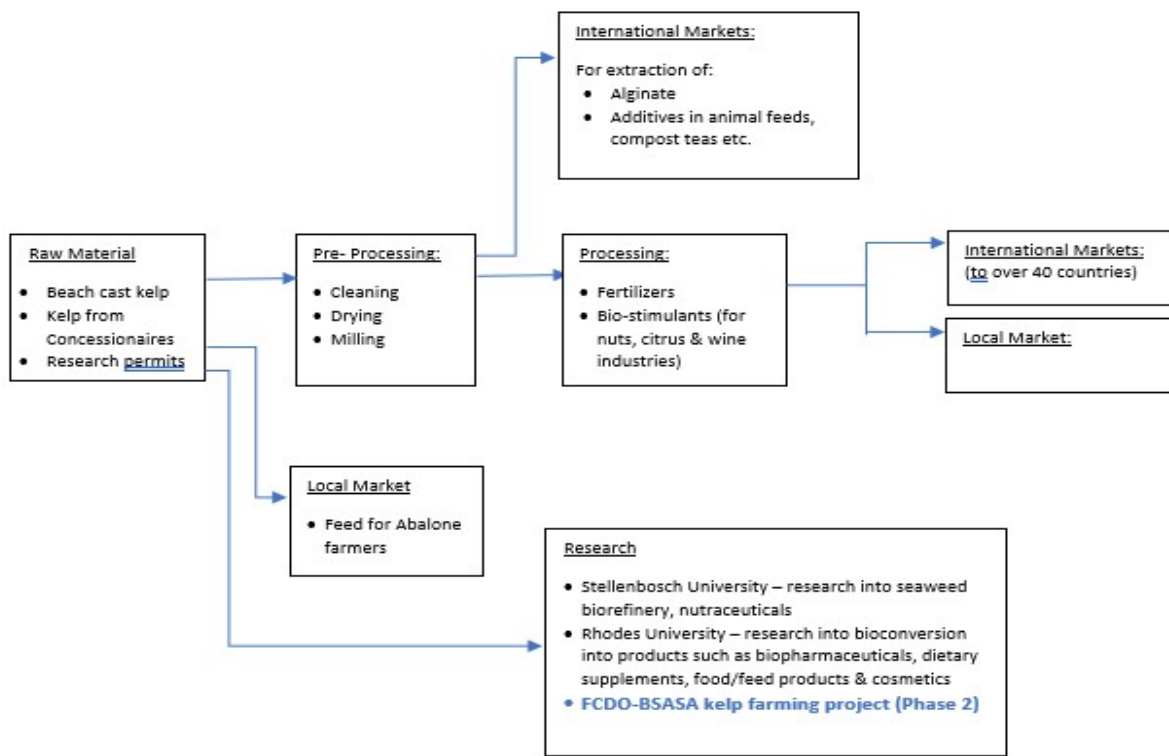 International Markets:
For extraction of:
• Alginate
• Additives in animal feeds,
compost teas etc.
Raw Material
• Beach cast kelp
• Kelp from
Concessionaires
• Research permits
Pre- Processing:
• Cleaning
• Drying
• Milling
Processing:
• Fertilizers
• Bio-stimulants (for
nuts, citrus & wine
industries)
International Markets:
(to over 40 countries)
Local Market:
Local Market
• Feed for Abalone
farmers
Research
• Stellenbosch University – research into seaweed
biorefinery, nutraceuticals
• Rhodes University – research into bioconversion
into products such as biopharmaceuticals, dietary
supplements, food/feed products & cosmetics
• FCDO-BSASA kelp farming project (Phase 2)